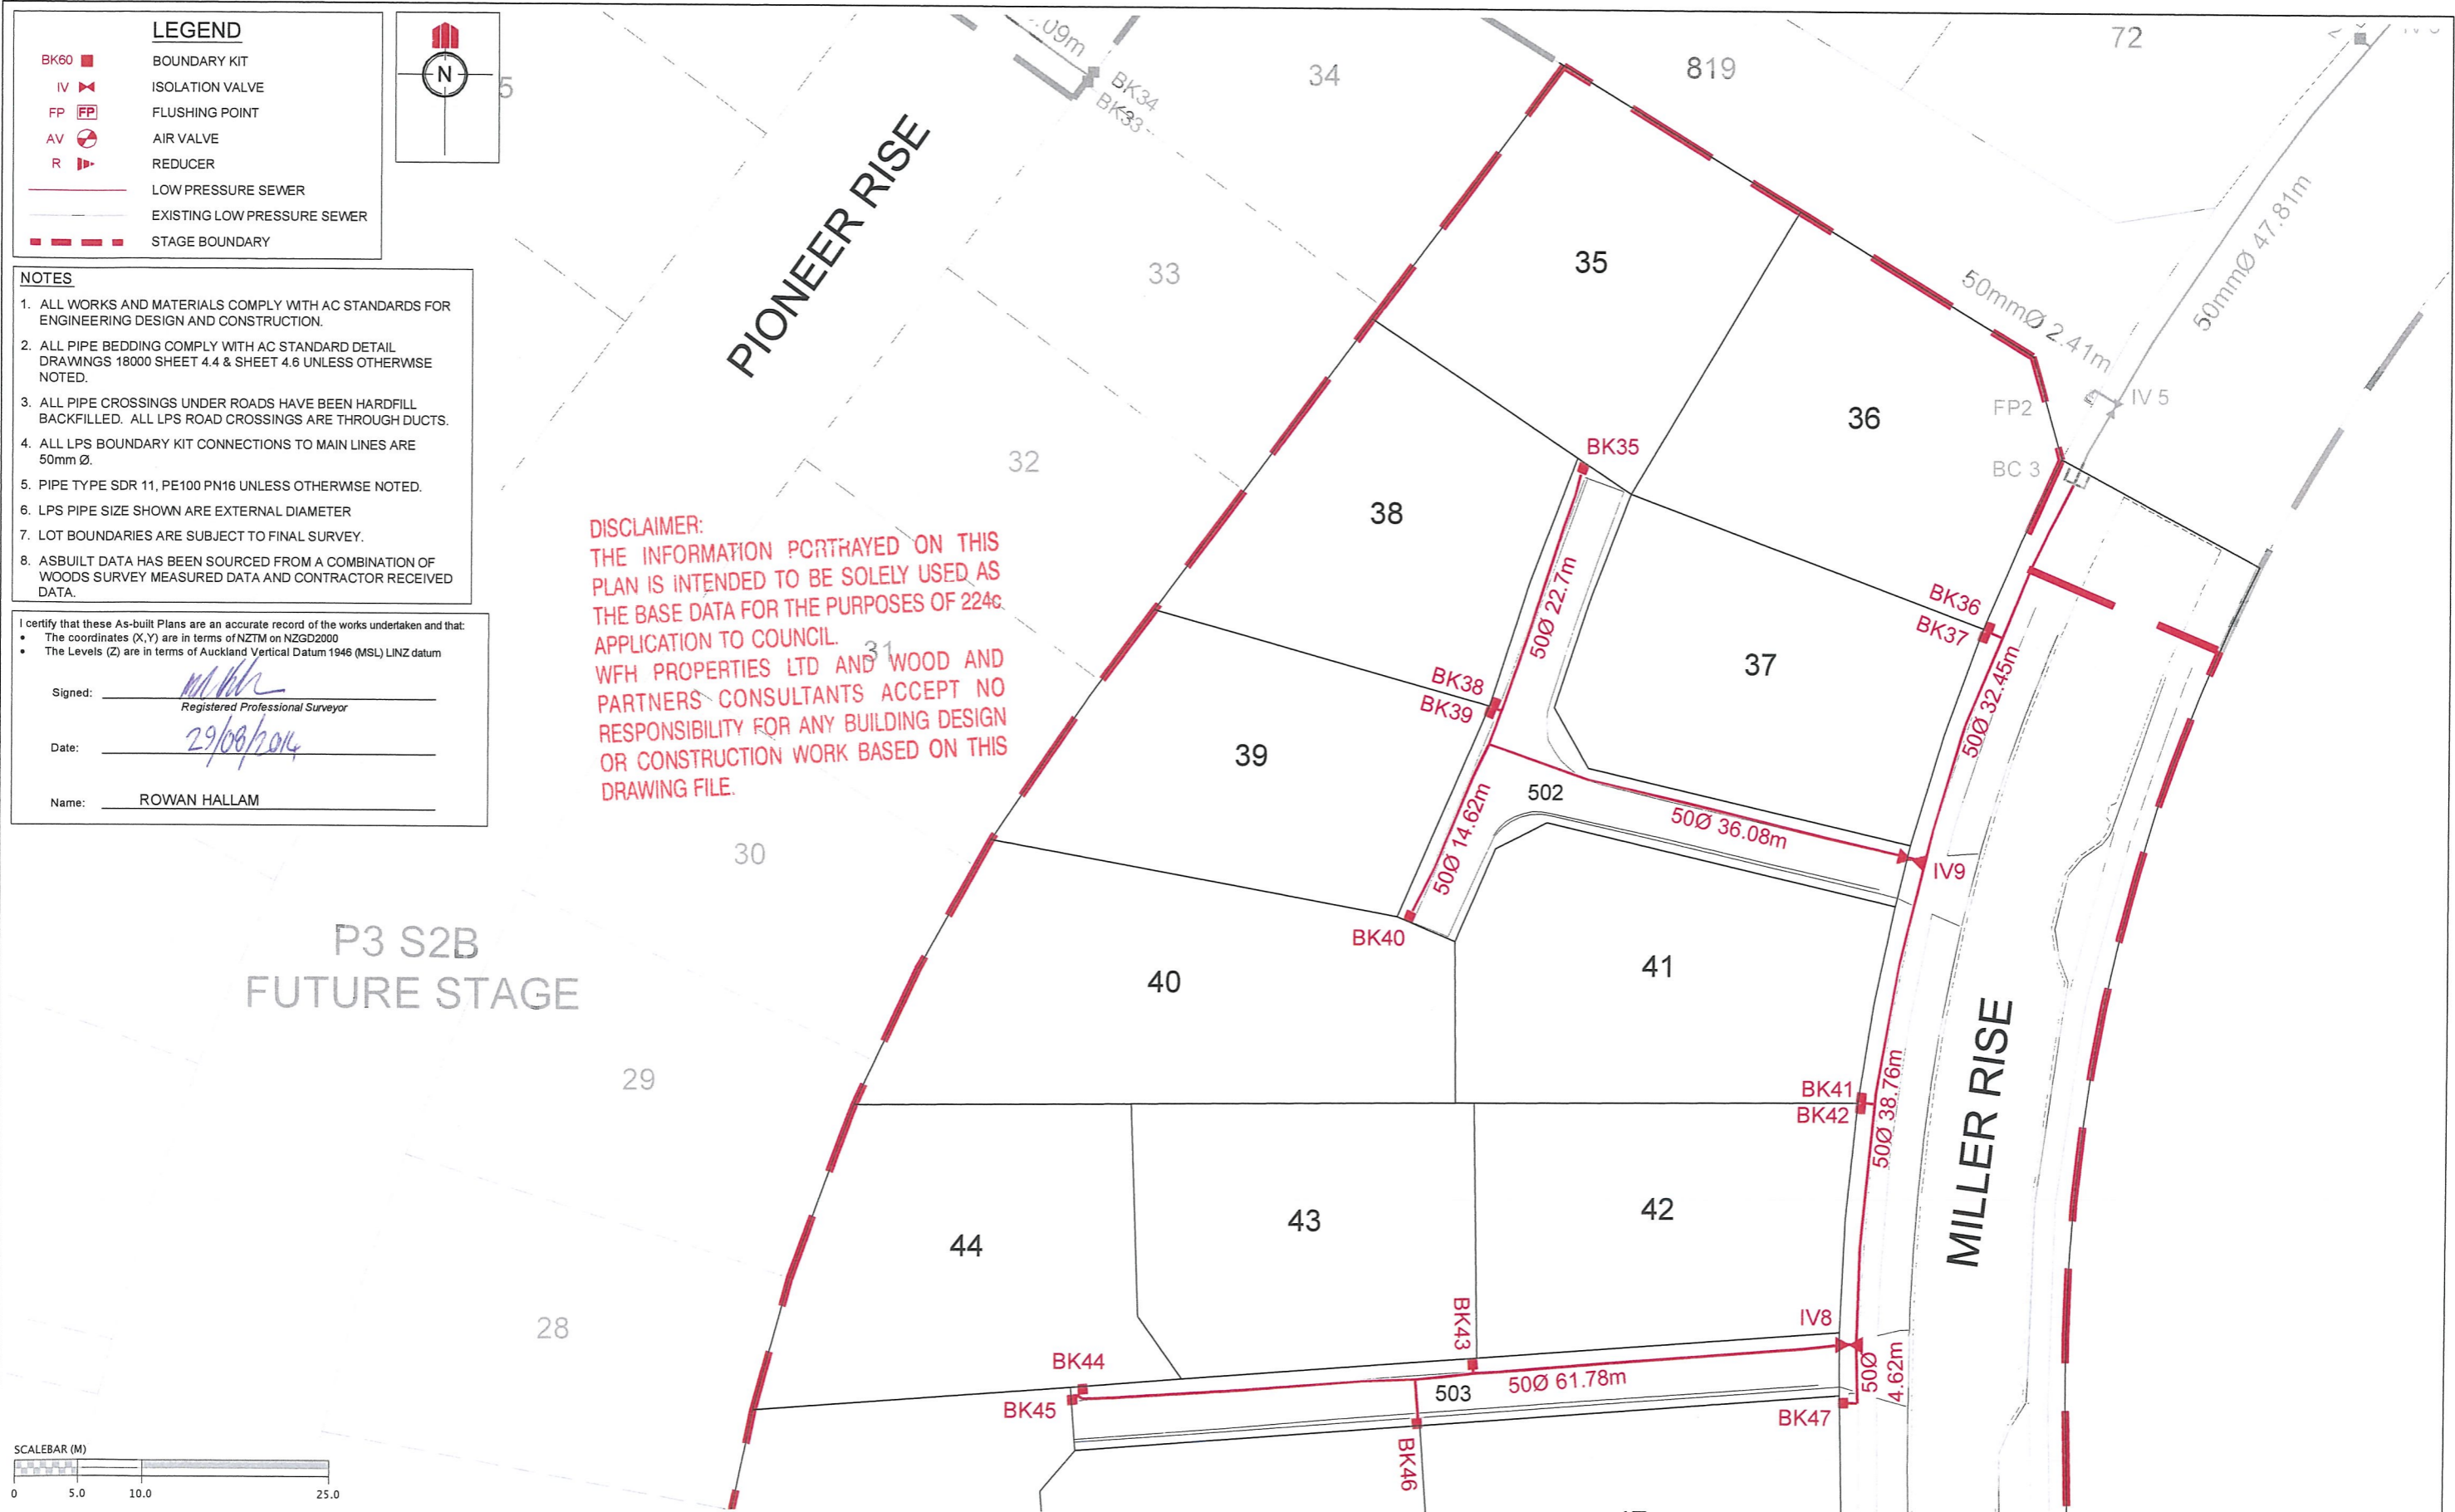 LEGEND
BK60 BOUNDARY KIT
IV ISOLATION VALVE
FP FP FLUSHING POINT
AV AIR VALVE
R REDUCER
LOW PRESSURE SEWER
EXISTING LOW PRESSURE SEWER
STAGE BOUNDARY
N
5
NOTES
1. ALL WORKS AND MATERIALS COMPLY WITH AC STANDARDS FOR
ENGINEERING DESIGN AND CONSTRUCTION.
2. ALL PIPE BEDDING COMPLY WITH AC STANDARD DETAIL
DRAWINGS 18000 SHEET 4.4 & SHEET 4.6 UNLESS OTHERWISE
NOTED.
3. ALL PIPE CROSSINGS UNDER ROADS HAVE BEEN HARDFILL
BACKFILLED. ALL LPS ROAD CROSSINGS ARE THROUGH DUCTS.
4. ALL LPS BOUNDARY KIT CONNECTIONS TO MAIN LINES ARE
50mm Ø.
5. PIPE TYPE SDR 11, PE100 PN16 UNLESS OTHERWISE NOTED.
6. LPS PIPE SIZE SHOWN ARE EXTERNAL DIAMETER
7. LOT BOUNDARIES ARE SUBJECT TO FINAL SURVEY.
8. ASBUILT DATA HAS BEEN SOURCED FROM A COMBINATION OF
WOODS SURVEY MEASURED DATA AND CONTRACTOR RECEIVED
DATA.
I certify that these As-built Plans are an accurate record of the works undertaken and that:
• The coordinates (X,Y) are in terms of NZTM on NZGD2000
• The Levels (Z) are in terms of Auckland Vertical Datum 1946 (MSL) LINZ datum
Signed:
Registered Professional Surveyor
Date: 29/08/2014
Name: ROWAN HALLAM
DISCLAIMER:
THE INFORMATION PORTRAYED ON THIS
PLAN IS INTENDED TO BE SOLELY USED AS
THE BASE DATA FOR THE PURPOSES OF 224c
APPLICATION TO COUNCIL.
WFH PROPERTIES LTD AND WOOD AND
PARTNERS CONSULTANTS ACCEPT NO
RESPONSIBILITY FOR ANY BUILDING DESIGN
OR CONSTRUCTION WORK BASED ON THIS
DRAWING FILE.
PIONEER RISE
.09m
BK34
BK33
34
819
72
33
32
31
30
29
28
P3 S2B
FUTURE STAGE
35
36
50mmØ 2.41m
50mmØ 47.81m
FP2
IV 5
BC 3
BK35
38
50Ø 22.7m
BK36
BK37
37
50Ø 32.45m
BK38
BK39
39
502
50Ø 14.62m
50Ø 36.08m
IV9
BK40
40
41
BK41
BK42
50Ø 38.76m
MILLER RISE
44
43
42
BK43
IV8
BK44
BK45
503
50Ø 61.78m
50Ø
4.62m
BK47
BK46
SCALEBAR (M)
0 5.0 10.0 25.0